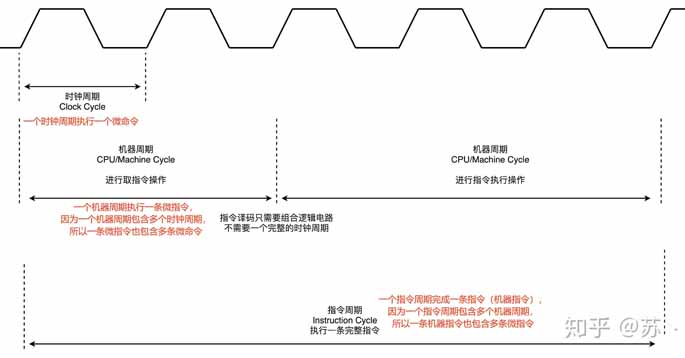 时钟周期
Clock Cycle
一个时钟周期执行一个微命令
机器周期
CPU/Machine Cycle
进行取指令操作
机器周期
CPU/Machine Cycle
进行指令执行操作
一个机器周期执行一条微指令，
因为一个机器周期包含多个时钟周期，
所以一条微指令也包含多条微命令
指令译码只需要组合逻辑电路
不需要一个完整的时钟周期
指令周期
Instruction Cycle
执行一条完整指令
一个指令周期完成一条指令（机器指令），
因为一个指令周期包含多个机器周期，
所以一条机器指令也包含多条微指令
知乎 @苏·